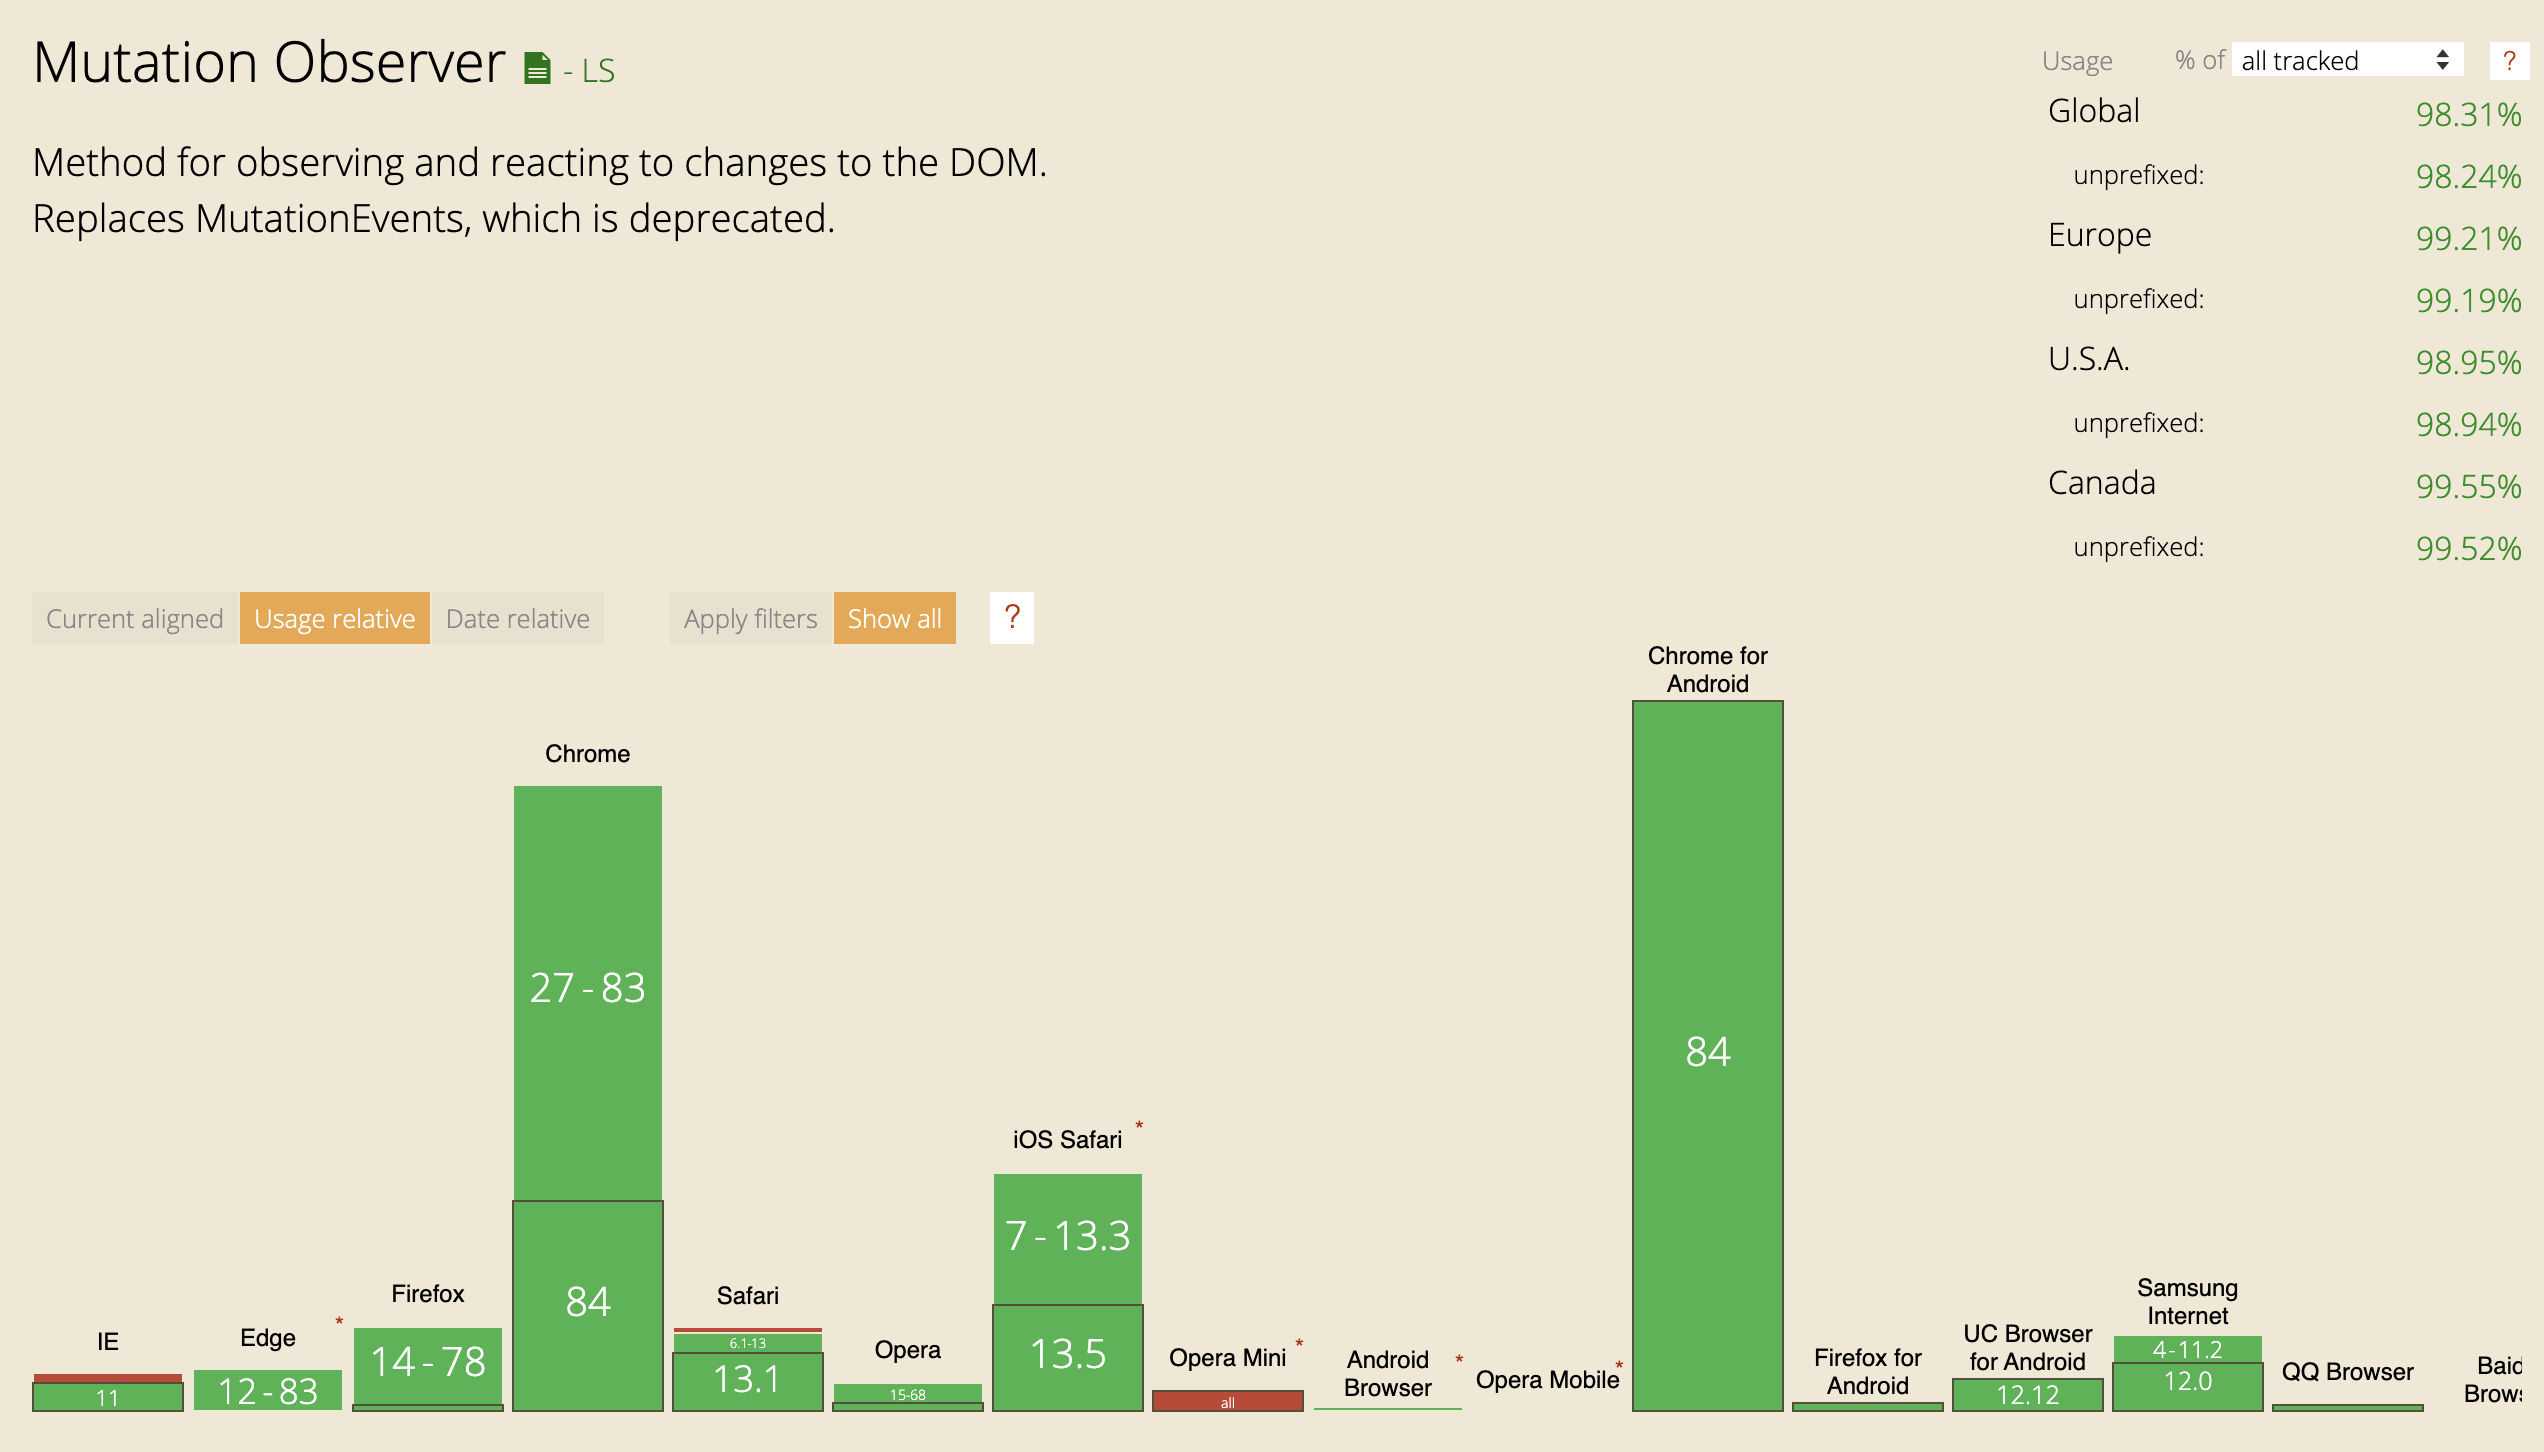 Mutation Observer - LS
Method for observing and reacting to changes to the DOM.
Replaces MutationEvents, which is deprecated.
Usage % of all tracked ?
Global 98.31%
unprefixed: 98.24%
Europe 99.21%
unprefixed: 99.19%
U.S.A. 98.95%
unprefixed: 98.94%
Canada 99.55%
unprefixed: 99.52%
Current aligned Usage relative Date relative Apply filters Show all ?
IE
11
Edge *
12-83
Firefox
14-78
Chrome
27-83
84
Safari
6.1-13
13.1
Opera
15-68
iOS Safari *
7-13.3
13.5
Opera Mini *
all
Android
Browser *
Opera Mobile *
Chrome for
Android
84
Firefox for
Android
UC Browser
for Android
12.12
Samsung
Internet
4-11.2
12.0
QQ Browser